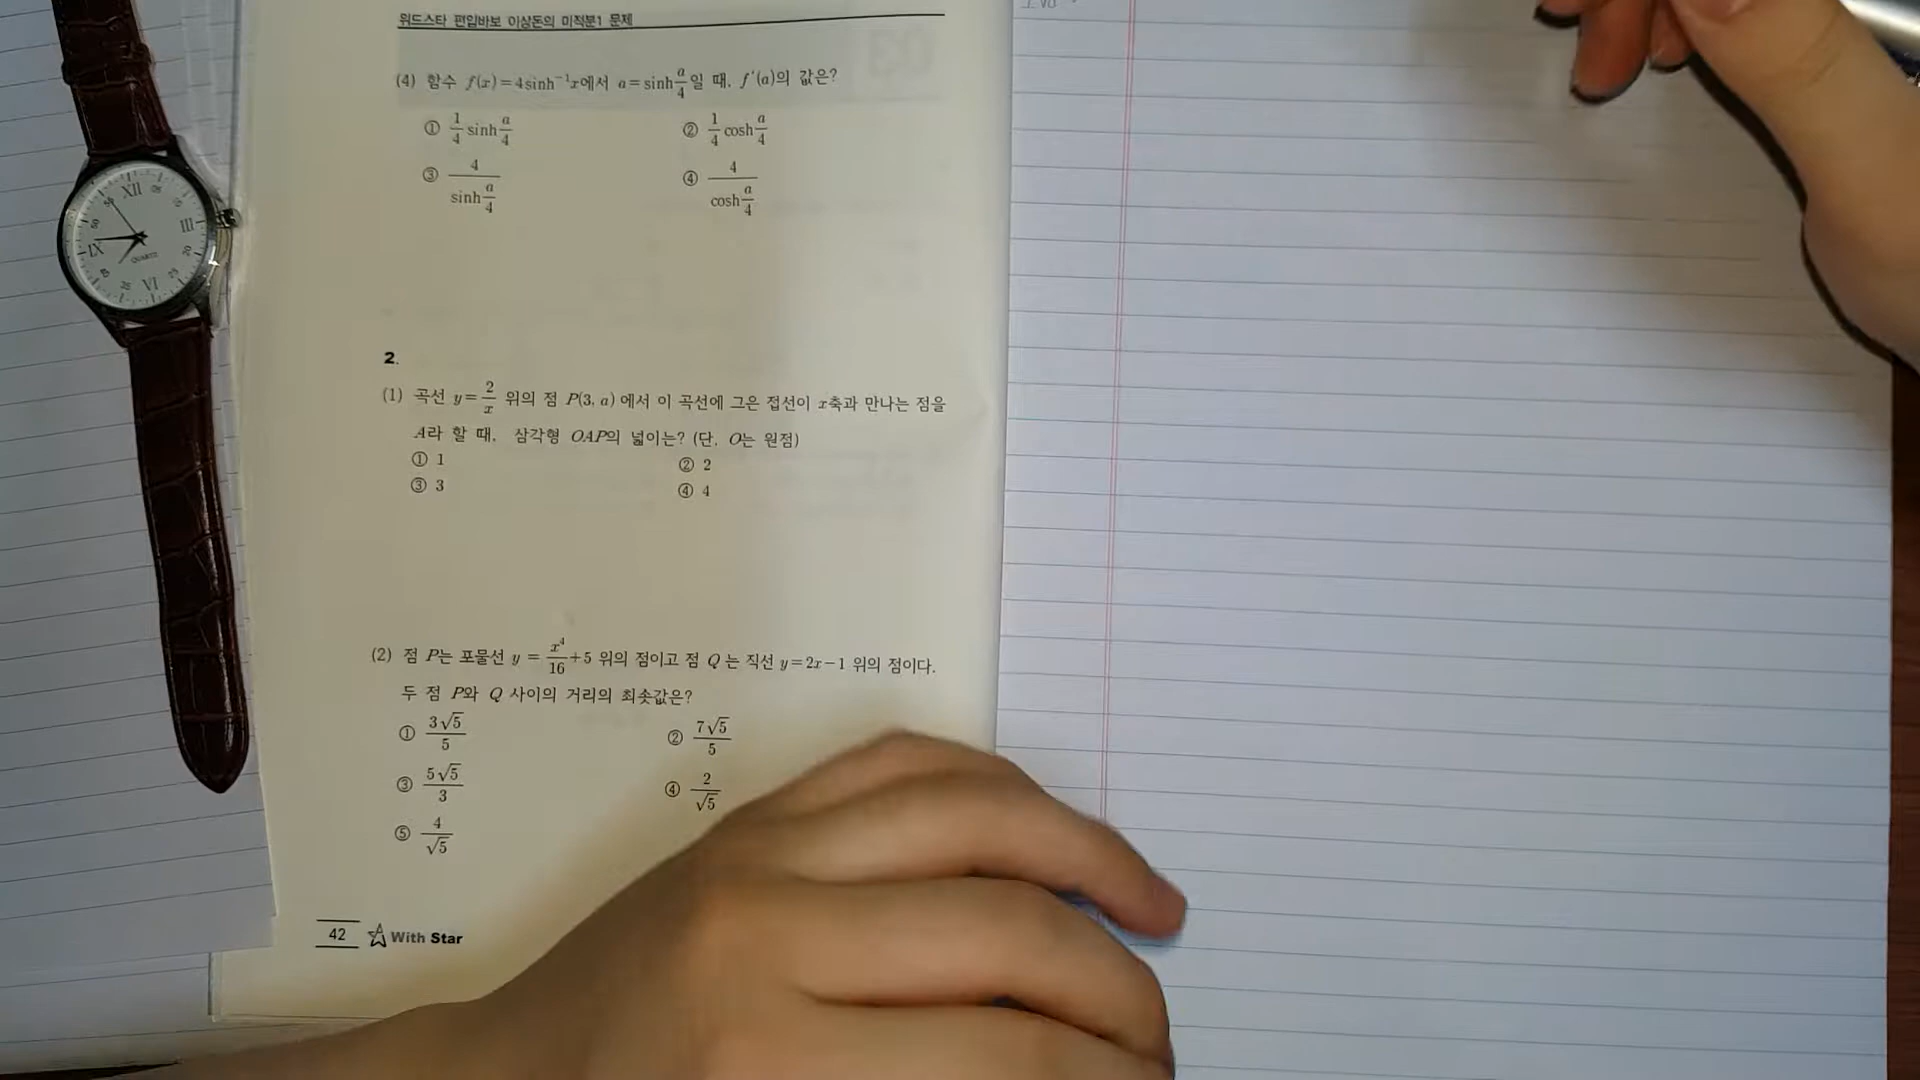 위드스타 편입바보 이상돈의 미적분1 문제
(4) 함수 f(x)=4sinh⁻¹x에서 a=sinh a/4일 때, f′(a)의 값은?
① 1/4 sinh a/4 ② 1/4 cosh a/4
③ 4/(sinh a/4) ④ 4/(cosh a/4)
2.
(1) 곡선 y=2/x 위의 점 P(3, a)에서 이 곡선에 그은 접선이 x축과 만나는 점을
A라 할 때, 삼각형 OAP의 넓이는? (단, O는 원점)
① 1 ② 2
③ 3 ④ 4
(2) 점 P는 포물선 y = x⁴/16+5 위의 점이고 점 Q는 직선 y=2x-1 위의 점이다.
두 점 P와 Q 사이의 거리의 최솟값은?
① 3√5/5 ② 7√5/5
③ 5√5/3 ④ 2/√5
⑤ 4/√5
42 With Star
XII
III
VI
IX
QUARTZ